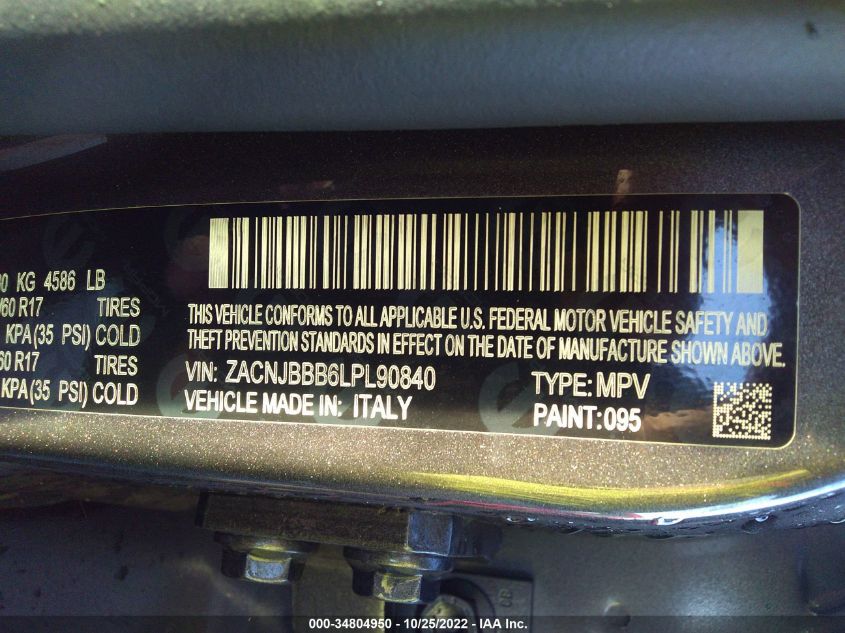 0 KG 4586 LB
/60 R17 TIRES
KPA(35 PSI) COLD
60 R17 TIRES
KPA(35 PSI) COLD
THIS VEHICLE CONFORMS TO ALL APPLICABLE U.S. FEDERAL MOTOR VEHICLE SAFETY AND
THEFT PREVENTION STANDARDS IN EFFECT ON THE DATE OF MANUFACTURE SHOWN ABOVE.
VIN: ZACNJBBB6LPL90840 TYPE: MPV
VEHICLE MADE IN: ITALY PAINT: 095
000-34804950 - 10/25/2022 - IAA Inc.